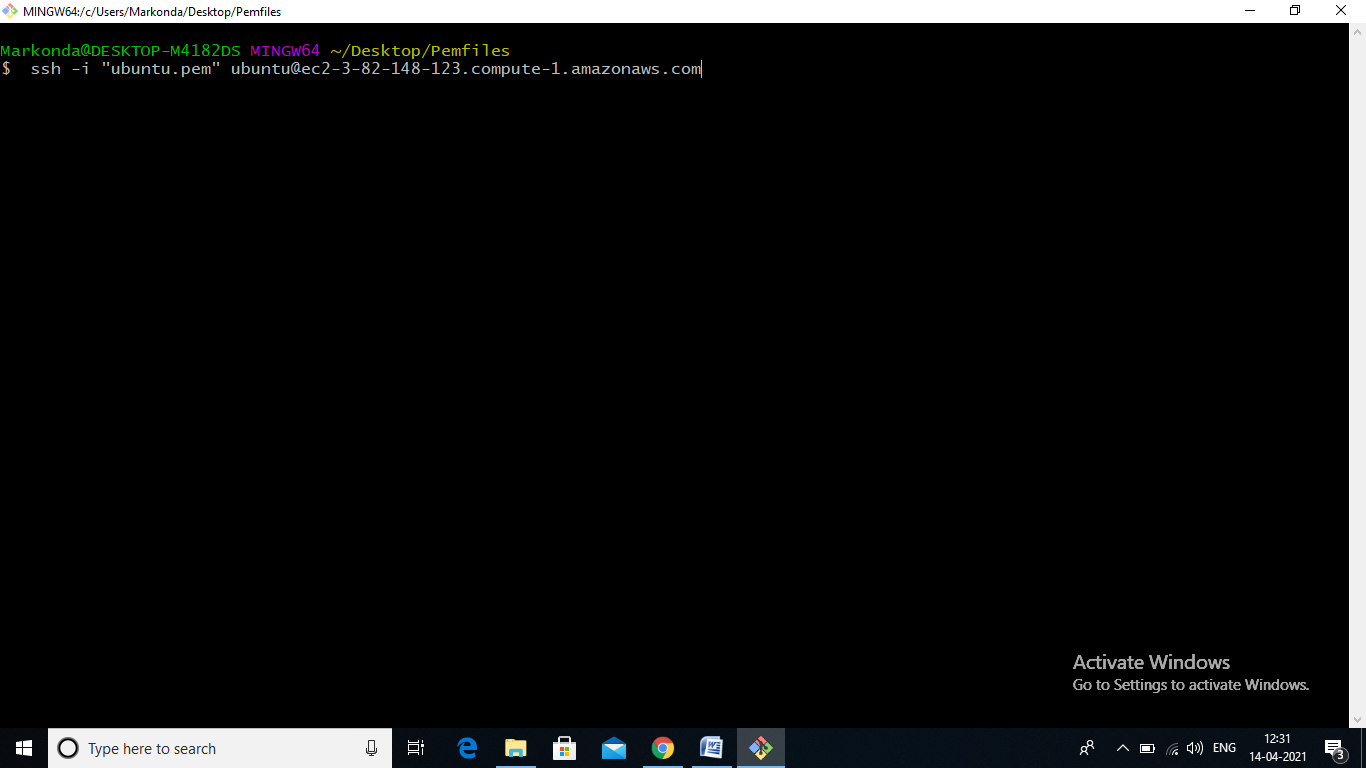 MINGW64:/c/Users/Markonda/Desktop/Pemfiles
Markonda@DESKTOP-M4182DS MINGW64 ~/Desktop/Pemfiles
$  ssh -i "ubuntu.pem" ubuntu@ec2-3-82-148-123.compute-1.amazonaws.com
Activate Windows
Go to Settings to activate Windows.
Type here to search
ENG
12:31
14-04-2021
3